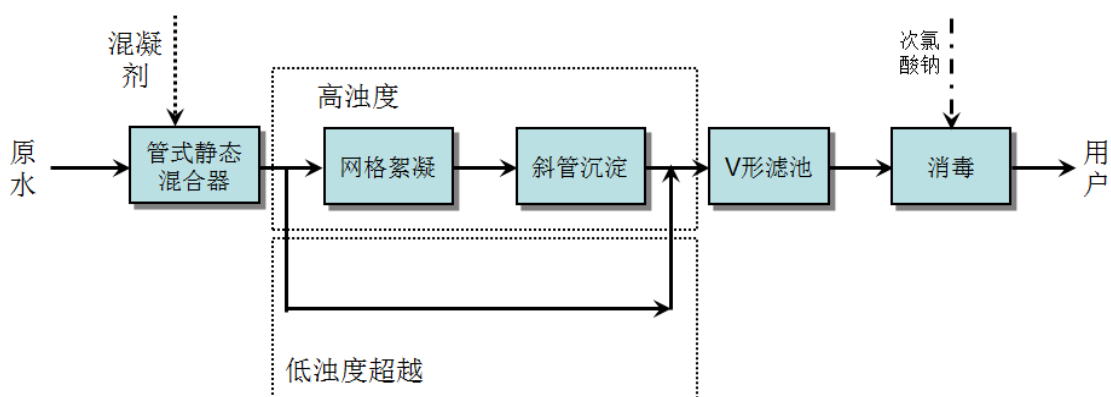 混凝
剂
次氯
酸钠
高浊度
原
水
管式静态
混合器
网格絮凝
斜管沉淀
V形滤池
消毒
用
户
低浊度超越